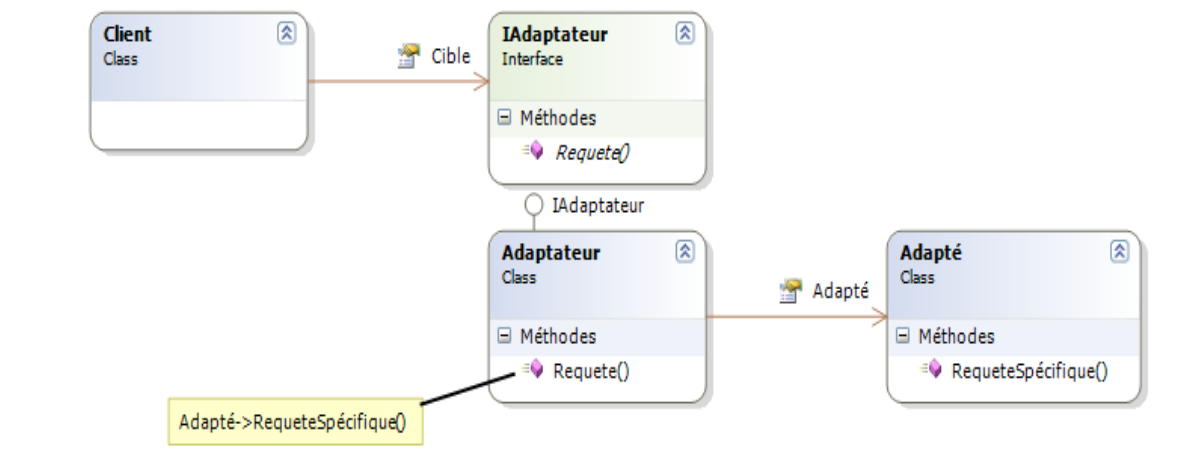 Client
Class
Cible
IAdaptateur
Interface
Méthodes
Requete()
IAdaptateur
Adaptateur
Class
Méthodes
Requete()
Adapté
Adapté
Class
Méthodes
RequeteSpécifique()
Adapté->RequeteSpécifique()